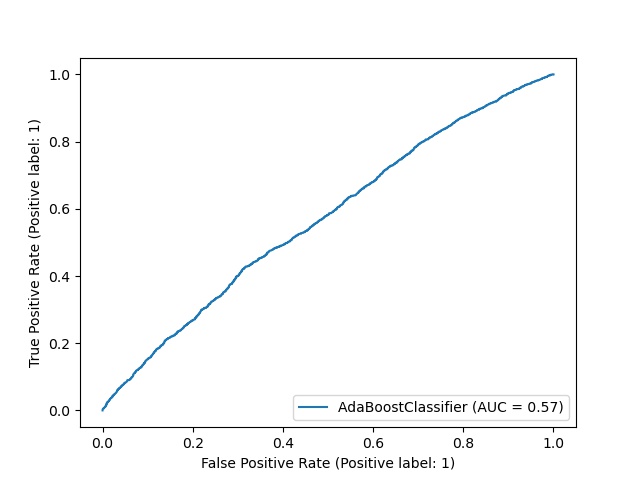 True Positive Rate (Positive label: 1)
1.0
0.8
0.6
0.4
0.2
0.0
AdaBoostClassifier (AUC = 0.57)
0.0 0.2 0.4 0.6 0.8 1.0
False Positive Rate (Positive label: 1)